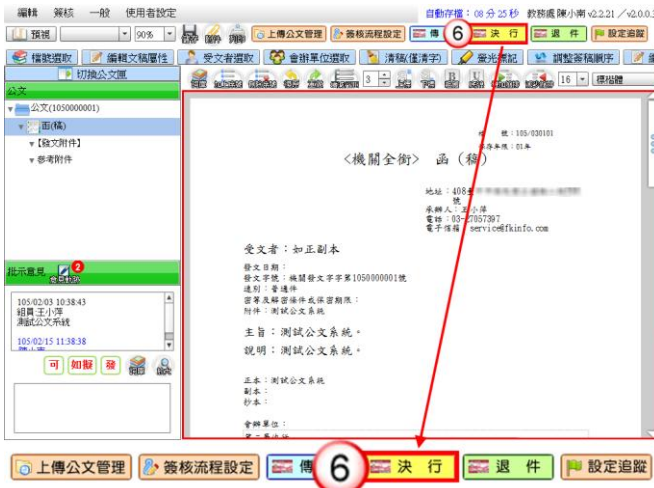 編輯 簽核 一般 使用者設定
自動存檔：08分25秒 教務處陳小南 v2.2.21／v2.0.0.
預視 90% 上傳公文管理 簽核流程設定 傳 6 決 行 退 件 設定追蹤
檔號選取 編輯文稿屬性 受文者選取 會辦單位選取 清稿(僅清字) 螢光標記 調整簽稿順序
切換公文匣
3 16 標楷體
公文
公文(1050000001)
函(稿)
【發文附件】
參考附件
檔 號：105/030101
保存年限：01年
〈機關全銜〉 函（稿）
地址：408
號
承辦人：王小萍
電話：03-27057397
電子信箱：service@fkinfo.com
受文者：如正副本
發文日期：
發文字號：機關發文字字第1050000001號
速別：普通件
密等及解密條件或保密期限：
附件：測試公文系統
主旨：測試公文系統。
說明：測試公文系統。
正本：測試公文系統
副本：
抄本：
會辦單位：
批示意見 2
105/02/03 10:38:43
組員王小萍
測試公文系統
105/02/15 11:38:38
可 如擬 發
上傳公文管理 簽核流程設定 傳 6 決 行 退 件 設定追蹤